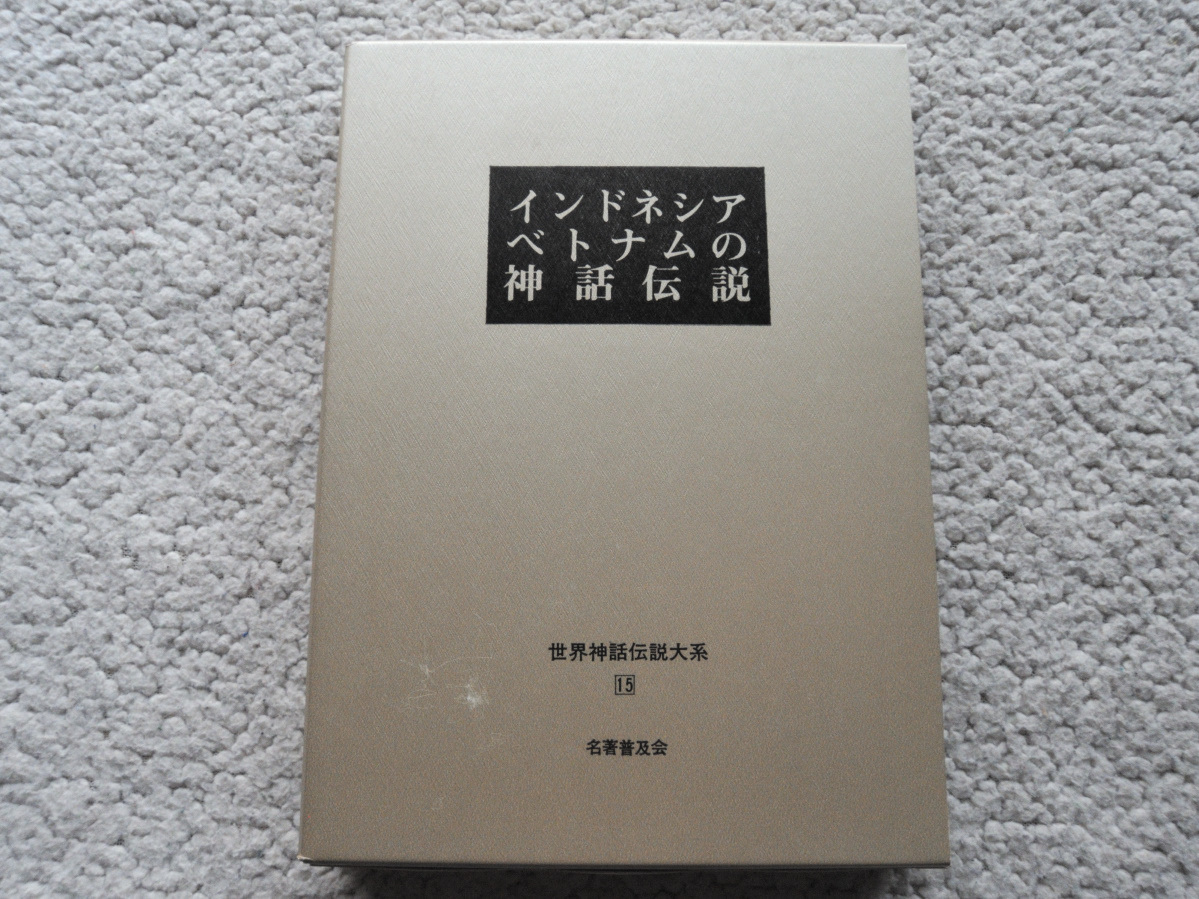 インドネシア
ベトナムの
神話伝説
世界神話伝説大系
15
名著普及会